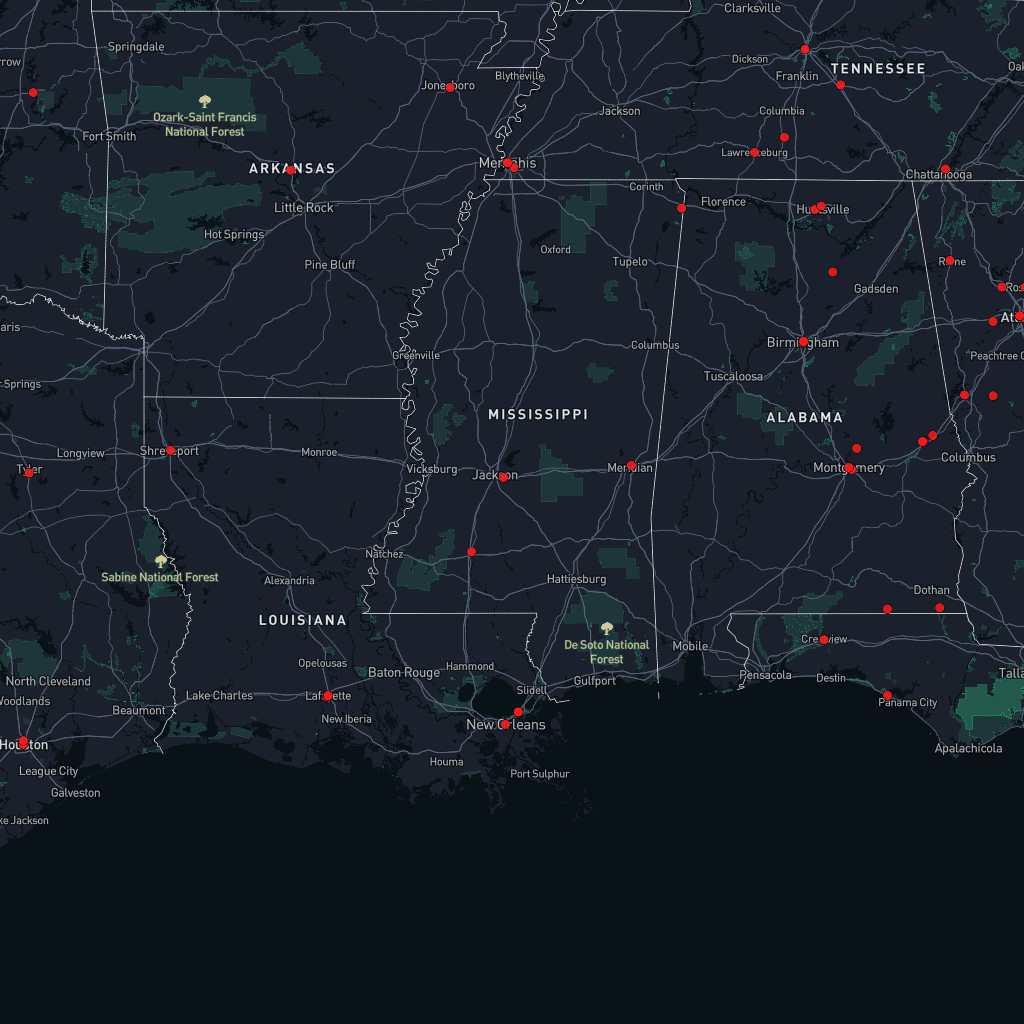 Clarksville
Springdale
Dickson
rrow
TENNESSEE
Oak
Blytheville
Franklin
Jonesboro
Jackson
Columbia
Ozark-Saint Francis
National Forest
Fort Smith
Lawrenceburg
Memphis
ARKANSAS
Chattanooga
Corinth
Florence
Little Rock
Huntsville
Hot Springs
Oxford
Pine Bluff
Tupelo
Rome
Gadsden
Ros
aris
Atl
Birmingham
Columbus
Greenville
Peachtree C
Tuscaloosa
r Springs
MISSISSIPPI
ALABAMA
Longview
Shreveport
Monroe
Columbus
Tyler
Vicksburg
Jackson
Meridian
Montgomery
Natchez
Sabine National Forest
Alexandria
Hattiesburg
Dothan
LOUISIANA
De Soto National
Forest
Crestview
Mobile
Opelousas
Hammond
Baton Rouge
Pensacola
Destin
Talla
North Cleveland
Gulfport
Slidell
Woodlands
Lake Charles
Lafayette
Panama City
Beaumont
New Iberia
New Orleans
Houston
Apalachicola
Houma
League City
Port Sulphur
Galveston
ke Jackson